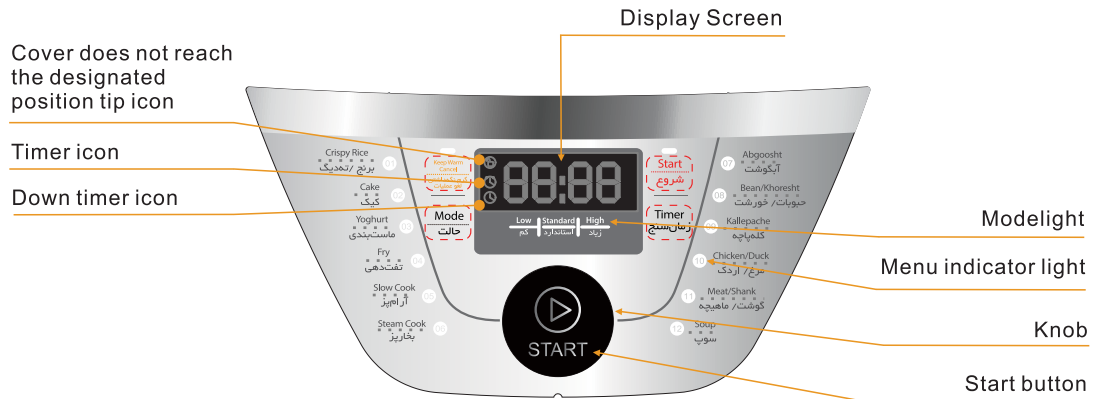 Display Screen
Cover does not reach
the designated
position tip icon
Timer icon
Down timer icon
Crispy Rice
01
برنج /ته‌دیگ
Cake
02
کیک
Yoghurt
03
ماست‌بندی
Fry
04
تفت‌دهی
Slow Cook
05
آرام‌پز
Steam Cook
06
بخارپز
Keep Warm
Cancel
Mode
حالت
88:88
Low
Standard
High
کم
استاندارد
زیاد
Start
شروع
Timer
زمان‌سنج
START
07
Abgoosht
آبگوشت
08
Bean/Khoresht
حبوبات/ خورشت
09
Kallepache
کله‌پاچه
10
Chicken/Duck
مرغ/ اردک
11
Meat/Shank
گوشت/ ماهیچه
12
Soup
سوپ
Modelight
Menu indicator light
Knob
Start button